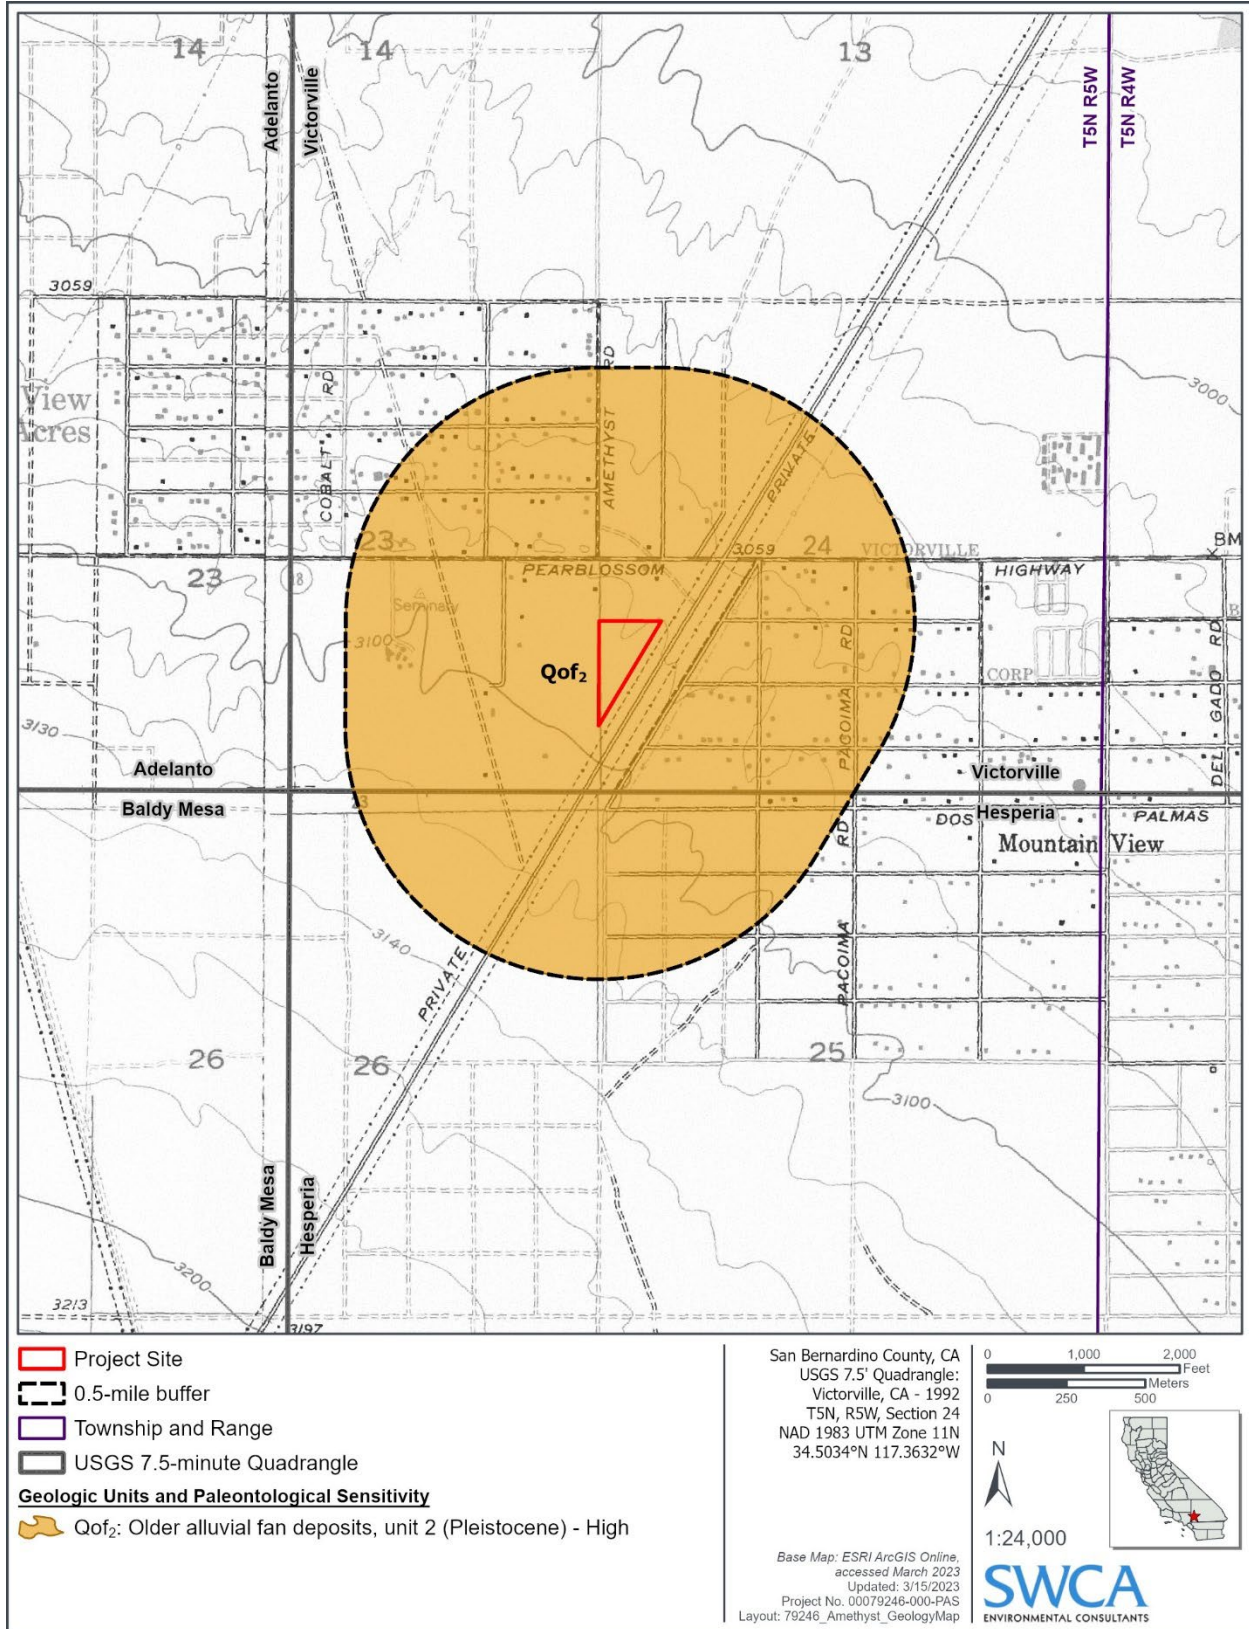 14
14
13
Adelanto
Victorville
T5N R5W
T5N R4W
3059
3000
View
Acres
COBALT RD
AMETHYST RD
PRIVATE
23
3059
24
VICTORVILLE
BM
PEARBLOSSOM
HIGHWAY
23
18
Seminary
3100
PACOIMA RD
DEL GADO RD
B
Qof₂
CORP
3130
Adelanto
Victorville
Baldy Mesa
23
Hesperia
DOS
PALMAS
Mountain View
3140
PRIVATE
PACOIMA RD
26
26
25
3100
Baldy Mesa
Hesperia
3200
3213
3197
Project Site
0.5-mile buffer
Township and Range
USGS 7.5-minute Quadrangle
Geologic Units and Paleontological Sensitivity
Qof₂: Older alluvial fan deposits, unit 2 (Pleistocene) - High
San Bernardino County, CA
USGS 7.5' Quadrangle:
Victorville, CA - 1992
T5N, R5W, Section 24
NAD 1983 UTM Zone 11N
34.5034°N 117.3632°W
Base Map: ESRI ArcGIS Online,
accessed March 2023
Updated: 3/15/2023
Project No. 00079246-000-PAS
Layout: 79246_Amethyst_GeologyMap
0 1,000 2,000
Feet
Meters
0 250 500
N
1:24,000
SWCA
ENVIRONMENTAL CONSULTANTS